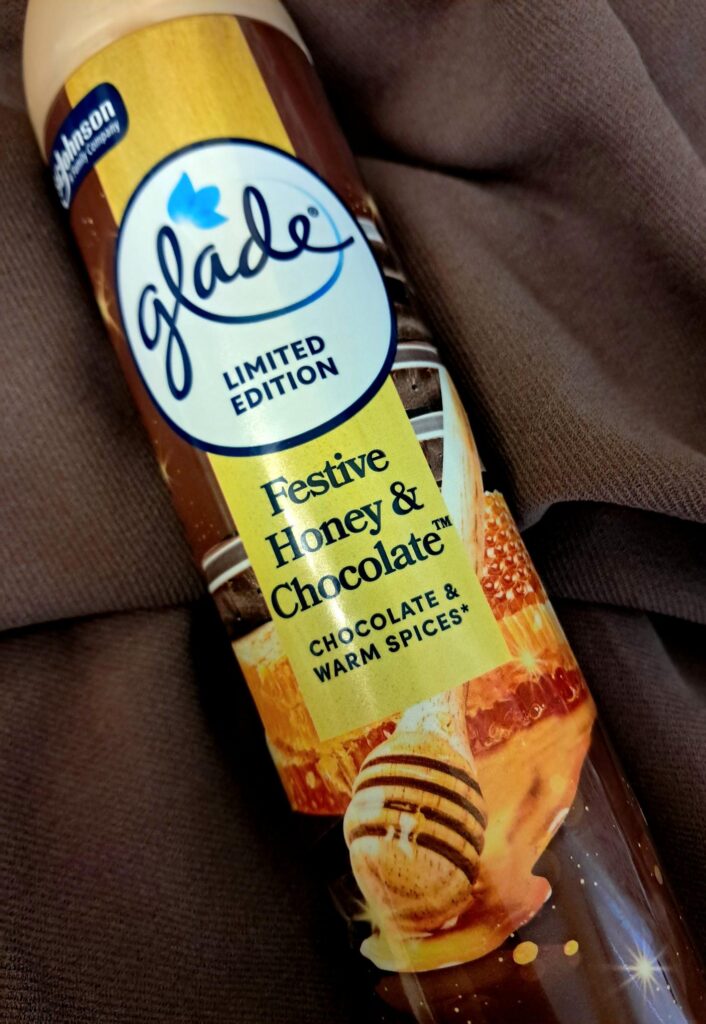 SC Johnson
A Family Company
glade®
LIMITED
EDITION
Festive
Honey &
Chocolate™
CHOCOLATE &
WARM SPICES*